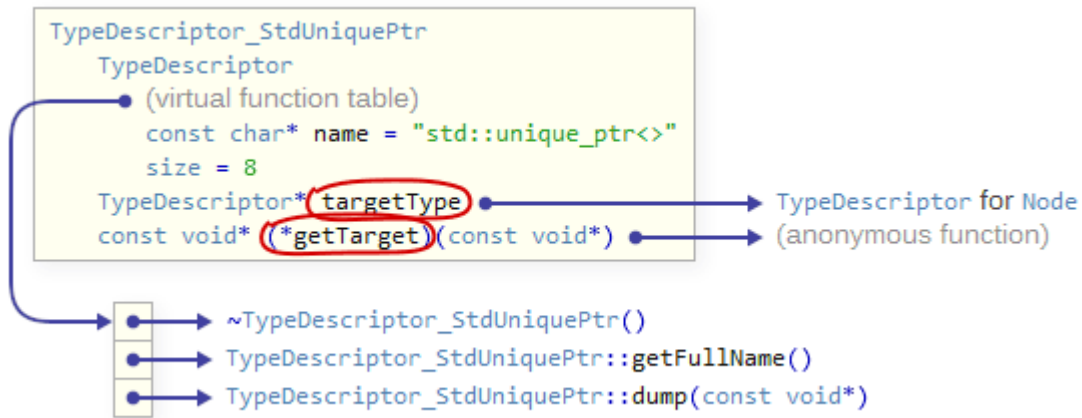 TypeDescriptor_StdUniquePtr
TypeDescriptor
(virtual function table)
const char* name = "std::unique_ptr<>"
size = 8
TypeDescriptor* targetType TypeDescriptor for Node
const void* (*getTarget)(const void*) (anonymous function)
~TypeDescriptor_StdUniquePtr()
TypeDescriptor_StdUniquePtr::getFullName()
TypeDescriptor_StdUniquePtr::dump(const void*)